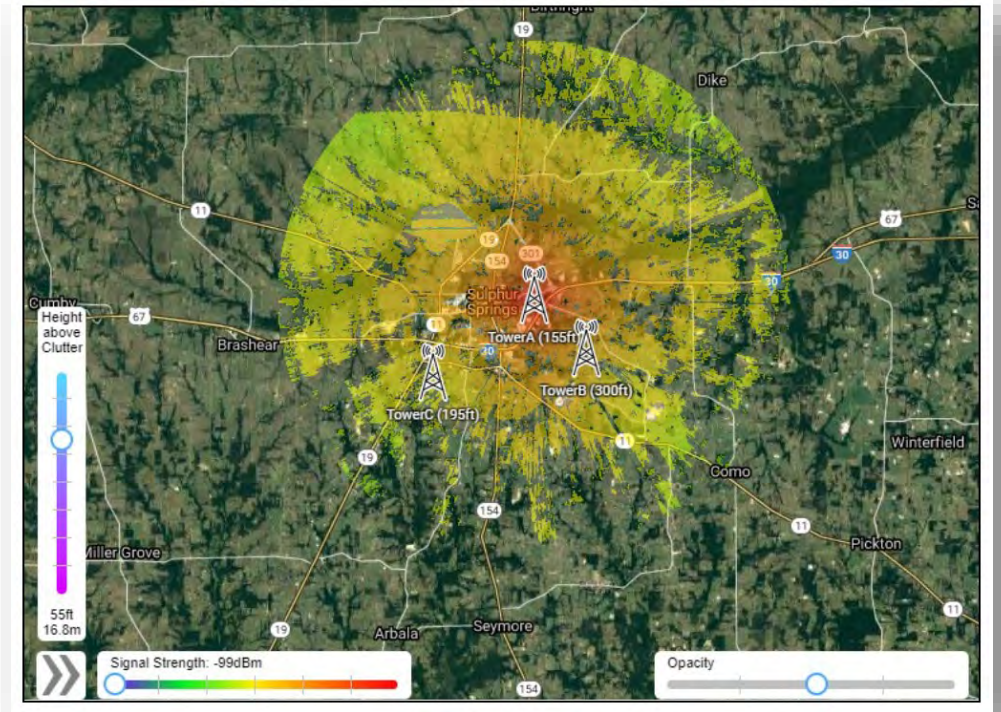 Birthright
19
Dike
11
67
19
30
154
301
30
Sulphur
Springs
Cumby
Height
above
Clutter
67
11
TowerA (155ft)
Brashear
30
TowerB (300ft)
TowerC (195ft)
11
Winterfield
19
Como
154
11
Pickton
Miller Grove
55ft
16.8m
11
19
Arbala
Seymore
Signal Strength: -99dBm
Opacity
154